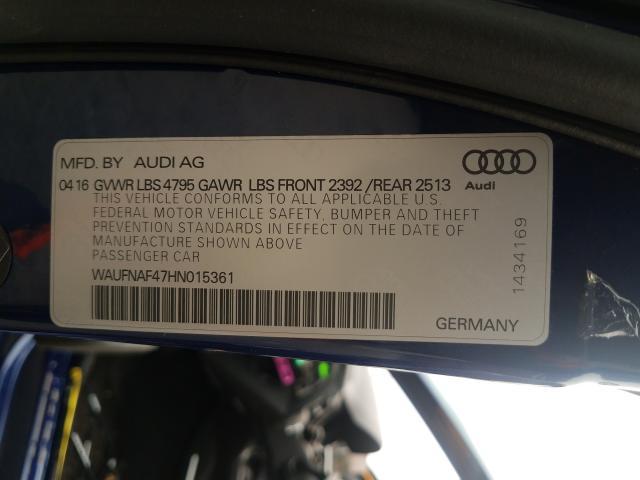 MFD. BY AUDI AG
04 16 GVWR LBS 4795 GAWR LBS FRONT 2392 /REAR 2513
THIS VEHICLE CONFORMS TO ALL APPLICABLE U.S.
FEDERAL MOTOR VEHICLE SAFETY, BUMPER AND THEFT
PREVENTION STANDARDS IN EFFECT ON THE DATE OF
MANUFACTURE SHOWN ABOVE
PASSENGER CAR
WAUFNAF47HN015361
GERMANY
Audi
1434169